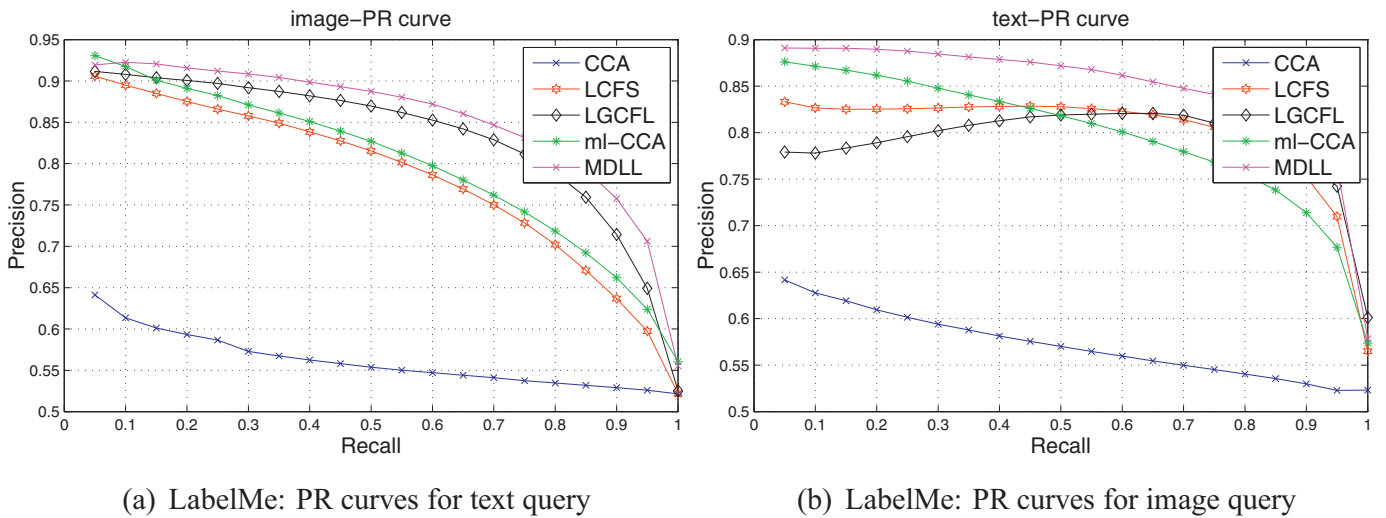 image−PR curve
0.95
0.9
0.85
0.8
0.75
0.7
0.65
0.6
0.55
0.5
Precision
0 0.1 0.2 0.3 0.4 0.5 0.6 0.7 0.8 0.9 1
Recall
CCA
LCFS
LGCFL
ml−CCA
MDLL
(a) LabelMe: PR curves for text query
text−PR curve
0.9
0.85
0.8
0.75
0.7
0.65
0.6
0.55
0.5
Precision
0 0.1 0.2 0.3 0.4 0.5 0.6 0.7 0.8 0.9 1
Recall
CCA
LCFS
LGCFL
ml−CCA
MDLL
(b) LabelMe: PR curves for image query